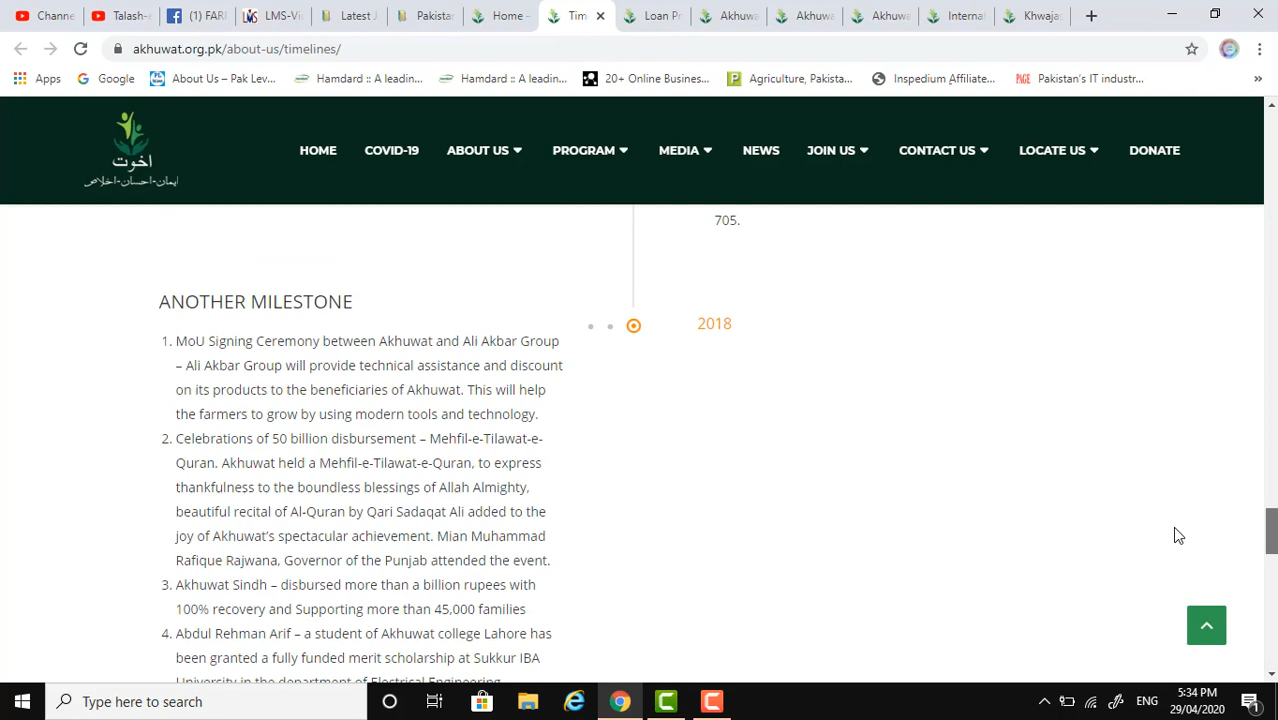 Channe
Talash-e
(1) FARI
LMS-Vi
Latest J
Pakistar
Home –
Time
Loan Pr
Akhuwa
Akhuwa
Akhuwa
Internal
Khwaja
akhuwat.org.pk/about-us/timelines/
Apps
Google
About Us – Pak Lev...
Hamdard :: A leadin...
Hamdard :: A leadin...
20+ Online Busines...
Agriculture, Pakista...
Inspedium Affiliate...
PAGE
Pakistan's IT industr...
»
اخوت
ایمان-احسان-اخلاص
HOME
COVID-19
ABOUT US
PROGRAM
MEDIA
NEWS
JOIN US
CONTACT US
LOCATE US
DONATE
705.
ANOTHER MILESTONE
2018
1. MoU Signing Ceremony between Akhuwat and Ali Akbar Group
– Ali Akbar Group will provide technical assistance and discount
on its products to the beneficiaries of Akhuwat. This will help
the farmers to grow by using modern tools and technology.
2. Celebrations of 50 billion disbursement – Mehfil-e-Tilawat-e-
Quran. Akhuwat held a Mehfil-e-Tilawat-e-Quran, to express
thankfulness to the boundless blessings of Allah Almighty,
beautiful recital of Al-Quran by Qari Sadaqat Ali added to the
joy of Akhuwat's spectacular achievement. Mian Muhammad
Rafique Rajwana, Governor of the Punjab attended the event.
3. Akhuwat Sindh – disbursed more than a billion rupees with
100% recovery and Supporting more than 45,000 families
4. Abdul Rehman Arif – a student of Akhuwat college Lahore has
been granted a fully funded merit scholarship at Sukkur IBA
University in the department of Electrical Engineering
Type here to search
ENG
5:34 PM
29/04/2020